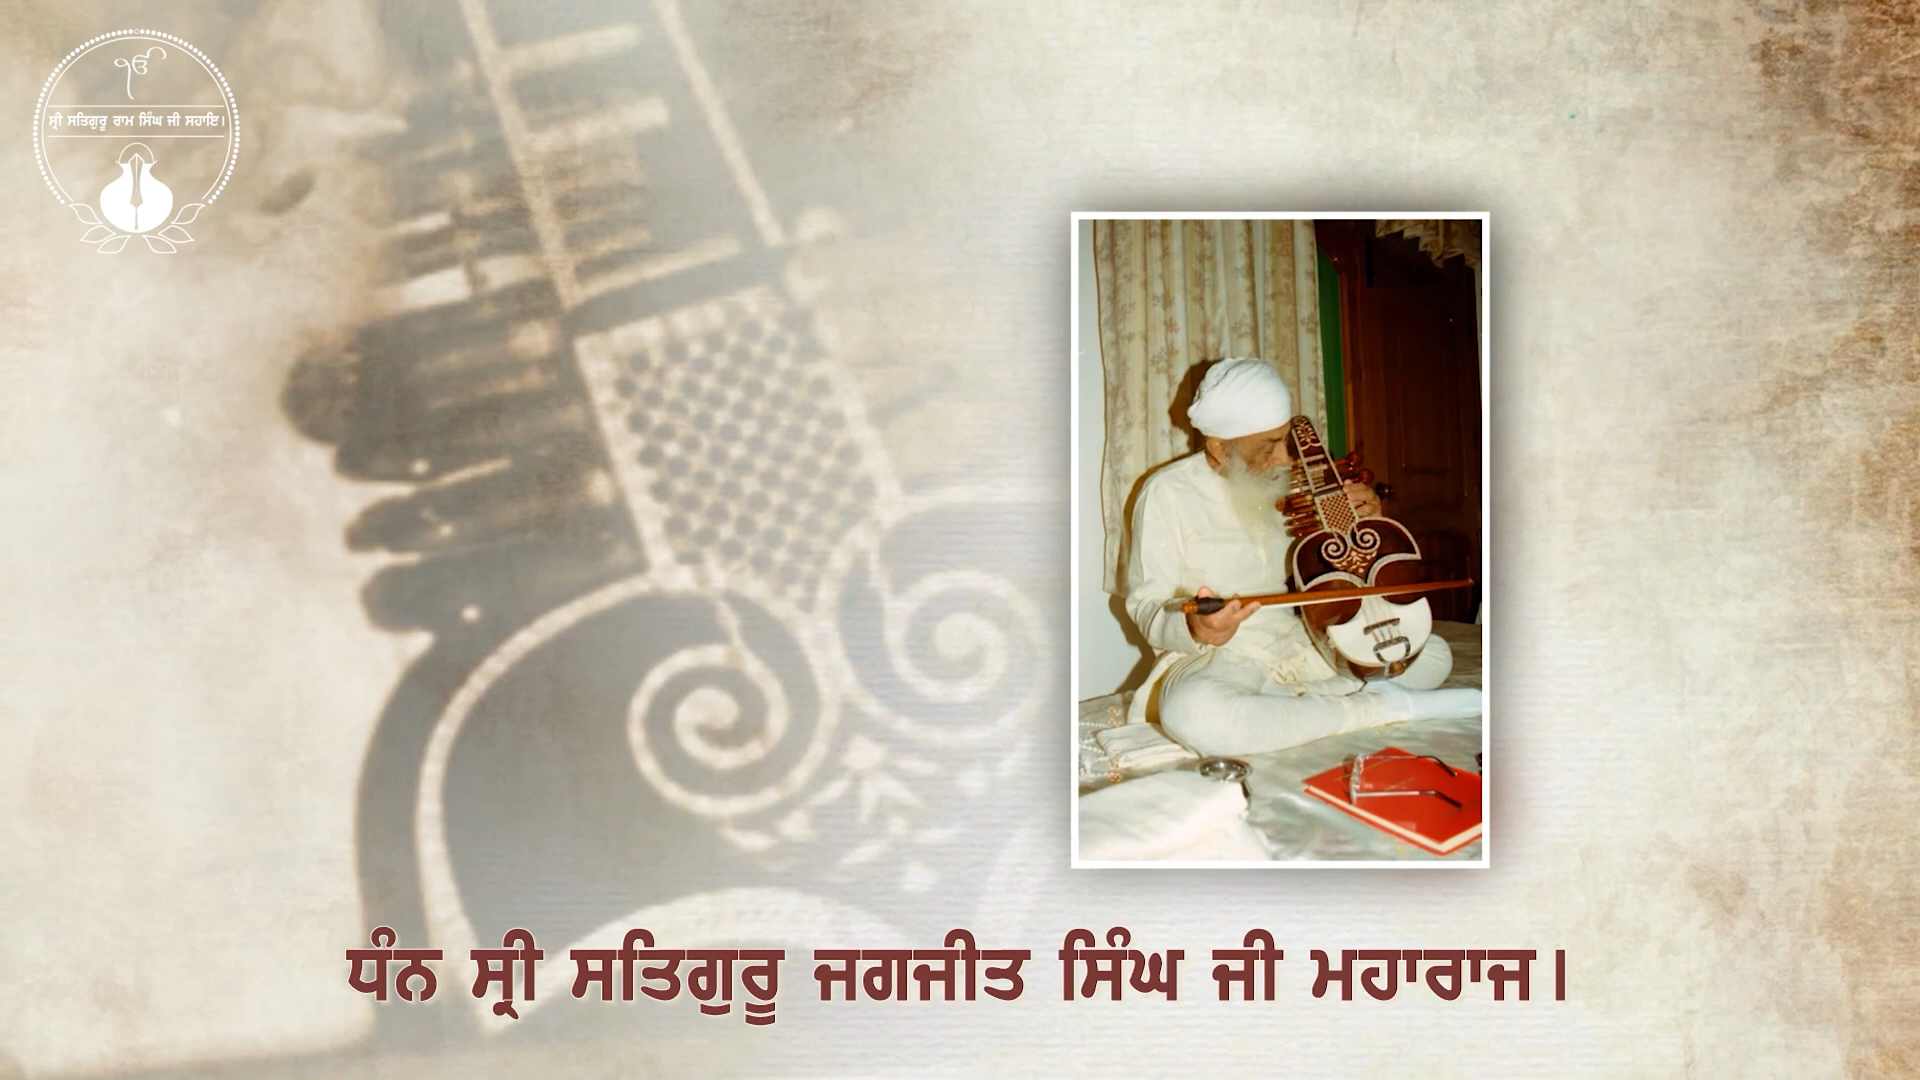 ੴ
ਸ੍ਰੀ ਸਤਿਗੁਰੂ ਰਾਮ ਸਿੰਘ ਜੀ ਸਹਾਇ।
ਧੰਨ ਸ੍ਰੀ ਸਤਿਗੁਰੂ ਜਗਜੀਤ ਸਿੰਘ ਜੀ ਮਹਾਰਾਜ।